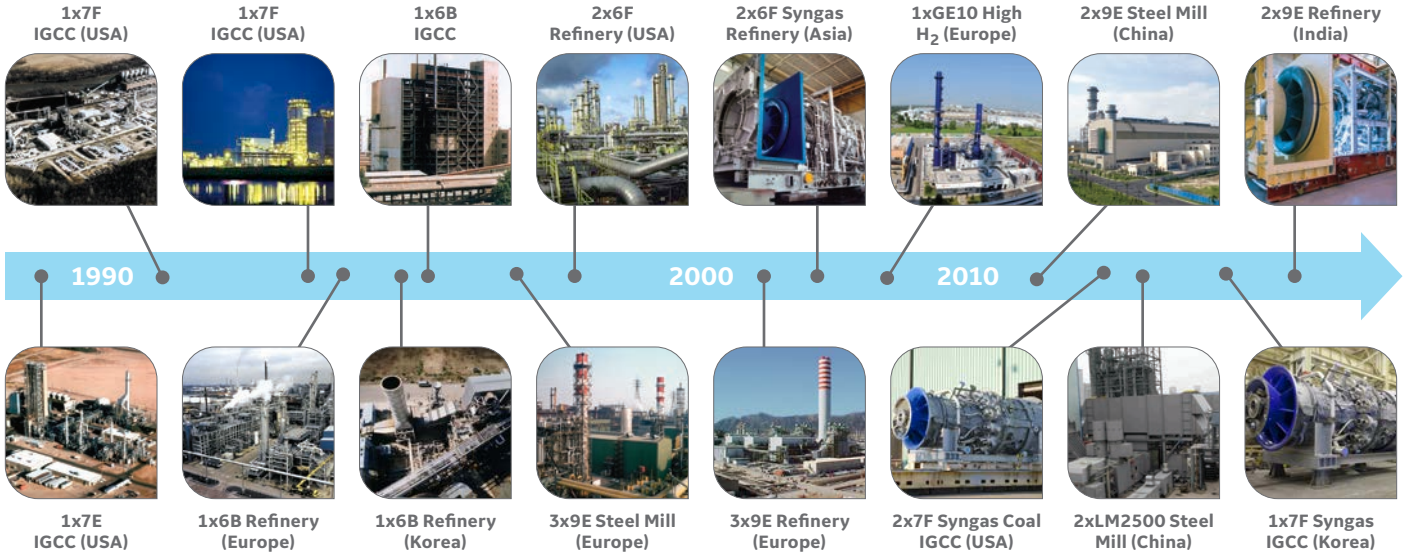 1x7F
IGCC (USA)
1x7F
IGCC (USA)
1x6B
IGCC
2x6F
Refinery (USA)
2x6F Syngas
Refinery (Asia)
1xGE10 High
H2 (Europe)
2x9E Steel Mill
(China)
2x9E Refinery
(India)
1990
2000
2010
1x7E
IGCC (USA)
1x6B Refinery
(Europe)
1x6B Refinery
(Korea)
3x9E Steel Mill
(Europe)
3x9E Refinery
(Europe)
2x7F Syngas Coal
IGCC (USA)
2xLM2500 Steel
Mill (China)
1x7F Syngas
IGCC (Korea)